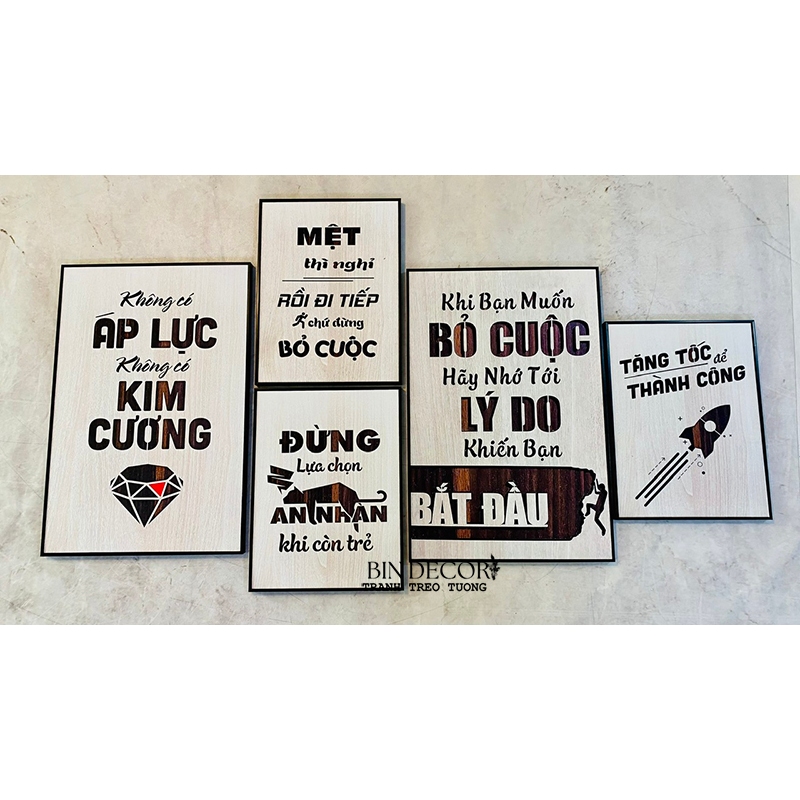 Không có
ÁP LỰC
Không có
KIM
CƯƠNG
MỆT
thì nghỉ
RỒI ĐI TIẾP
chứ đừng
BỎ CUỘC
ĐỪNG
Lựa chọn
AN NHÀN
khi còn trẻ
Khi Bạn Muốn
BỎ CUỘC
Hãy Nhớ Tới
LÝ DO
Khiến Bạn
BẮT ĐẦU
TĂNG TỐC để
THÀNH CÔNG
BIN DECOR
TRANH TREO TUONG